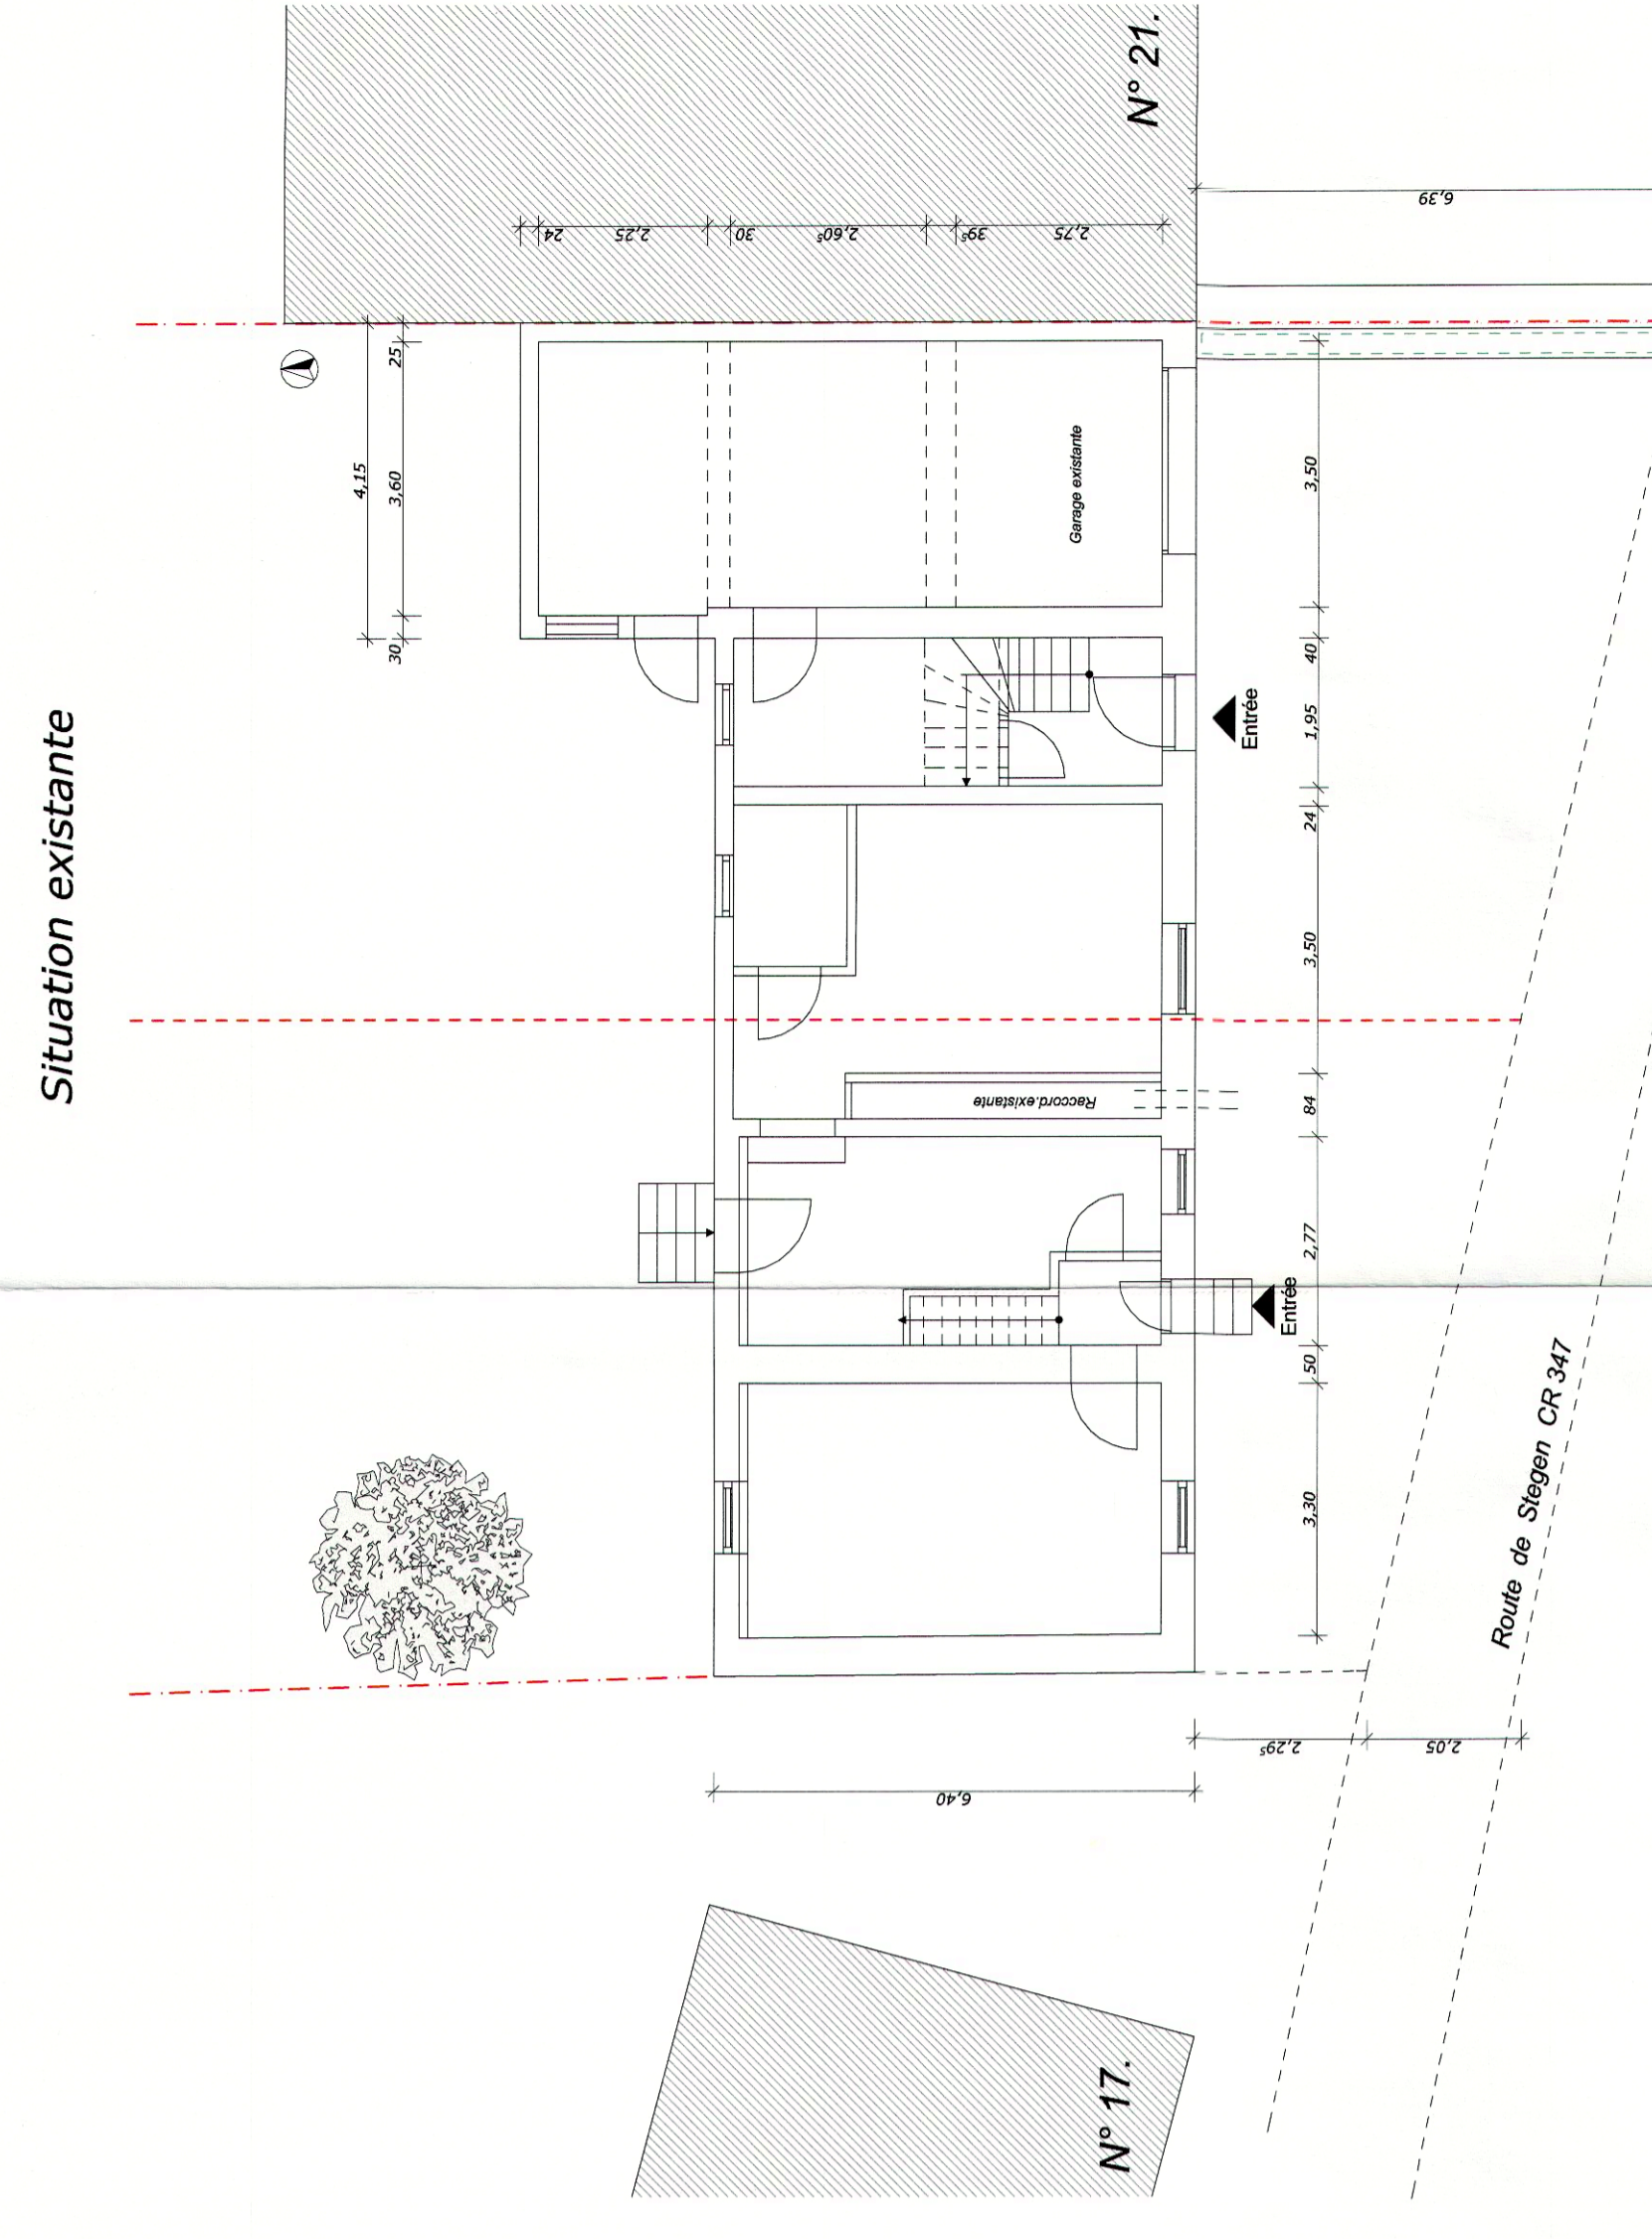 Situation existante
N° 21.
6,39
24
2,25
30
2,60⁵
39⁵
2,75
4,15
25
3,60
30
Garage existante
3,50
40
1,95
24
3,50
84
2,77
50
3,30
Entrée
Raccord.existante
Entrée
Route de Stegen CR 347
2,29⁵
2,05
6,40
N° 17.